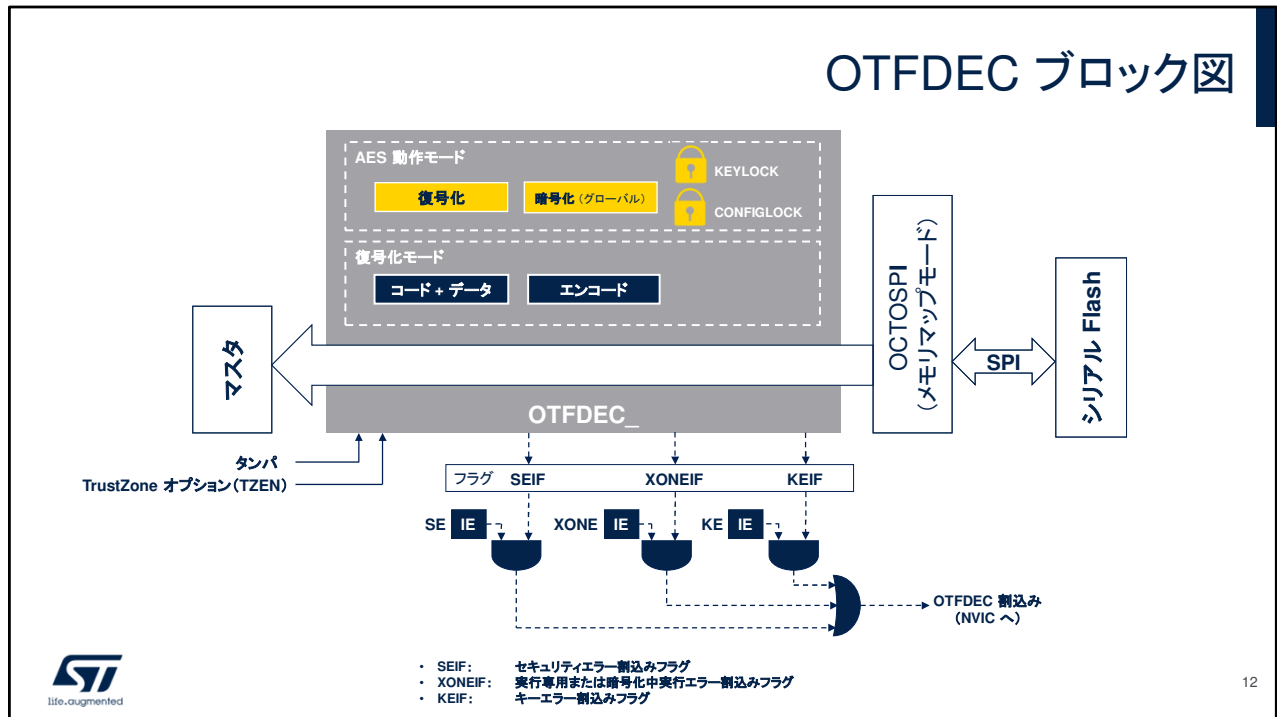 OTFDEC ブロック図
AES 動作モード
KEYLOCK
復号化
暗号化 (グローバル)
CONFIGLOCK
復号化モード
コード + データ
エンコード
マスタ
OCTOSPI
(メモリマップモード)
SPI
シリアル Flash
OTFDEC_
タンパ
TrustZone オプション(TZEN)
フラグ SEIF XONEIF KEIF
SE IE XONE IE KE IE
OTFDEC 割込み
(NVIC へ)
• SEIF: セキュリティエラー割込みフラグ
• XONEIF: 実行専用または暗号化中実行エラー割込みフラグ
• KEIF: キーエラー割込みフラグ
ST
life.augmented
12